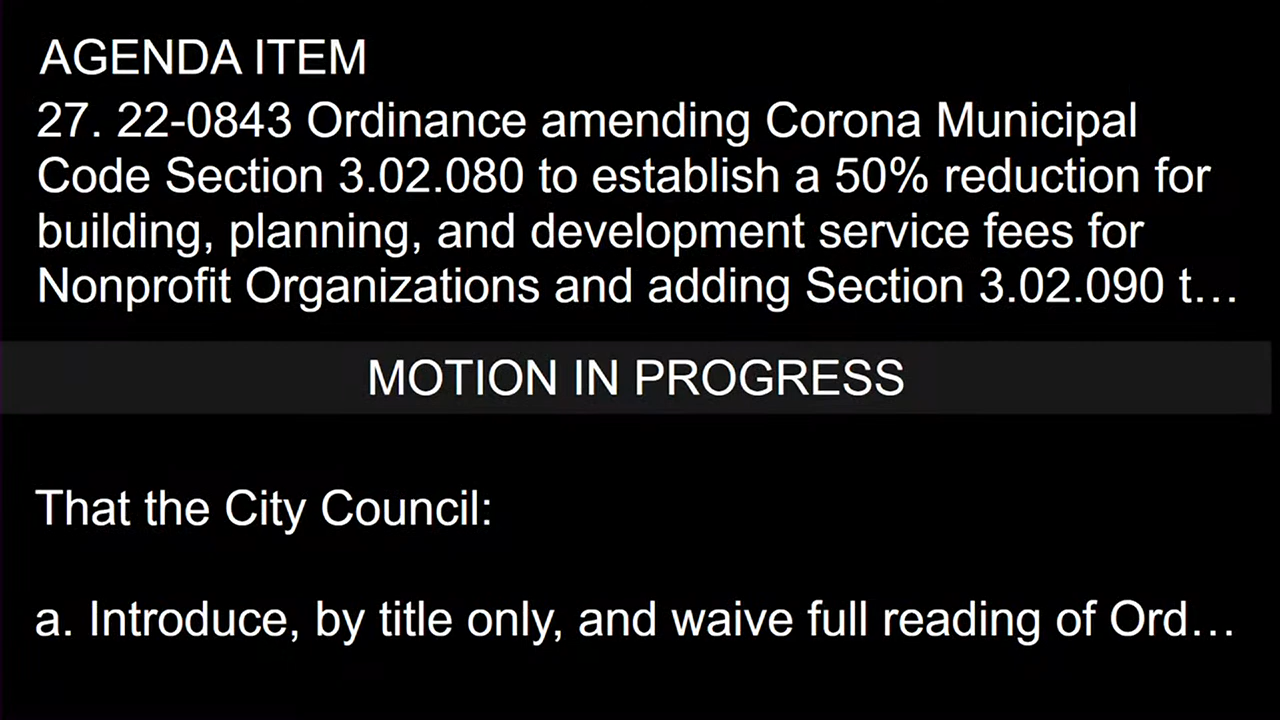 AGENDA ITEM
27. 22-0843 Ordinance amending Corona Municipal
Code Section 3.02.080 to establish a 50% reduction for
building, planning, and development service fees for
Nonprofit Organizations and adding Section 3.02.090 t...
MOTION IN PROGRESS
That the City Council:
a. Introduce, by title only, and waive full reading of Ord...